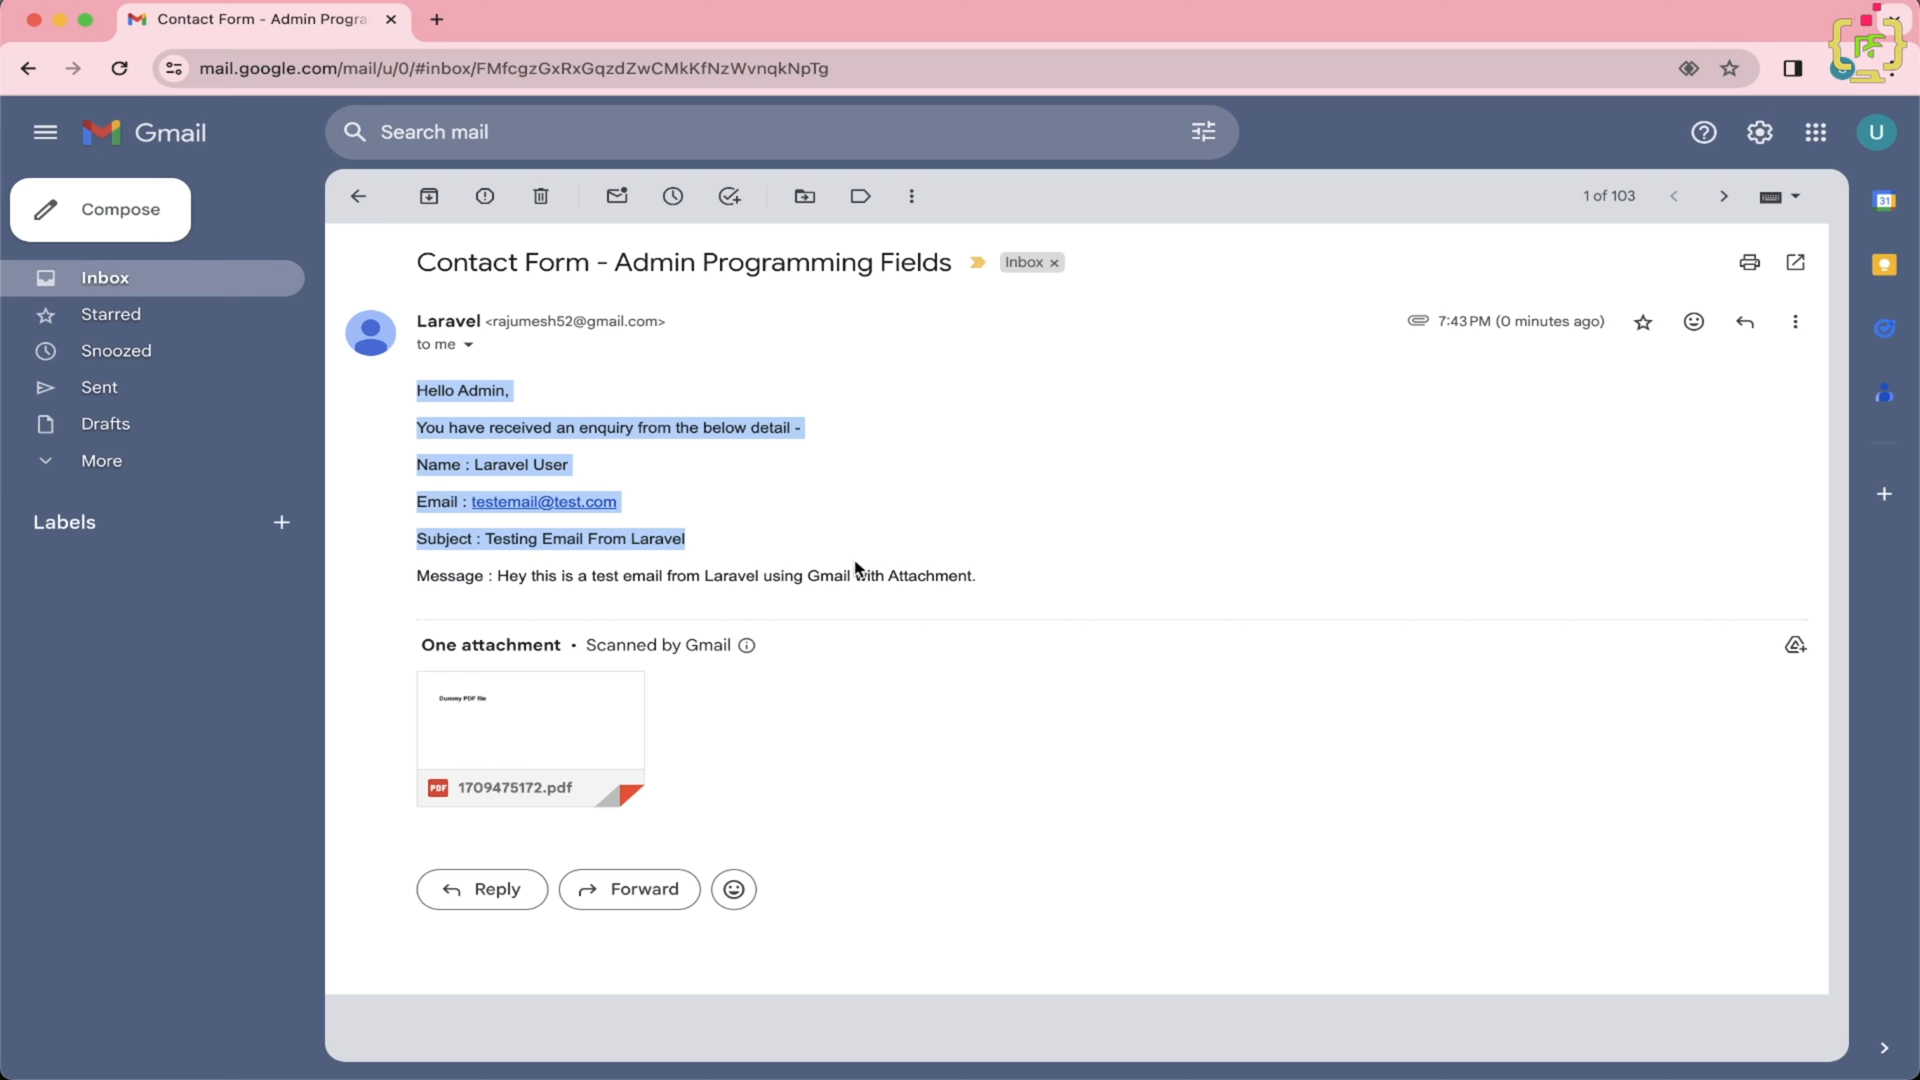 Contact Form - Admin Progra
mail.google.com/mail/u/0/#inbox/FMfcgzGxRxGqzdZwCMkKfNzWvnqkNpTg
Gmail
Search mail
U
Compose
1 of 103
31
Inbox
Starred
Snoozed
Sent
Drafts
More
Labels
Contact Form - Admin Programming Fields
Inbox
Laravel <rajumesh52@gmail.com>
7:43 PM (0 minutes ago)
to me
Hello Admin,
You have received an enquiry from the below detail -
Name : Laravel User
Email : testemail@test.com
Subject : Testing Email From Laravel
Message : Hey this is a test email from Laravel using Gmail with Attachment.
One attachment • Scanned by Gmail
Dummy PDF file
PDF 1709475172.pdf
Reply
Forward